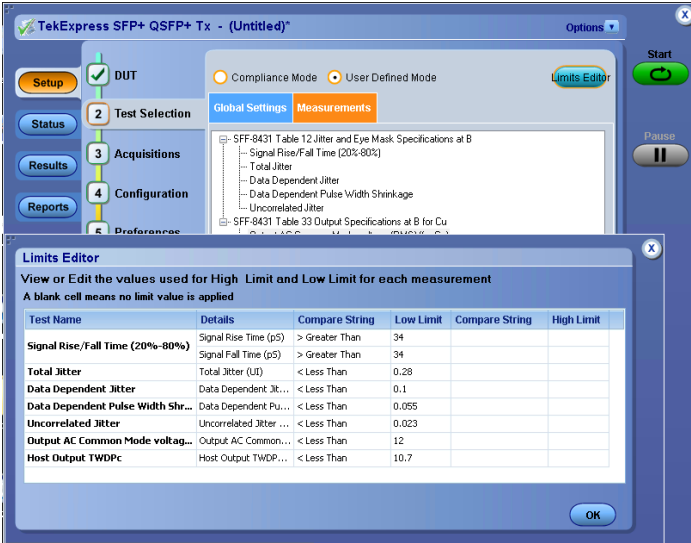 TekExpress SFP+ QSFP+ Tx - (Untitled)*
Options
Start
Setup
DUT
Compliance Mode
User Defined Mode
Limits Editor
2
Test Selection
Global Settings
Measurements
Status
SFF-8431 Table 12 Jitter and Eye Mask Specifications at B
Signal Rise/Fall Time (20%-80%)
Pause
3
Acquisitions
Total Jitter
Results
Data Dependent Jitter
4
Configuration
Data Dependent Pulse Width Shrinkage
Reports
Uncorrelated Jitter
SFF-8431 Table 33 Output Specifications at B for Cu
5
Preferences
Limits Editor
X
View or Edit the values used for High Limit and Low Limit for each measurement
A blank cell means no limit value is applied
Test Name Details Compare String Low Limit Compare String High Limit
Signal Rise/Fall Time (20%-80%)
Signal Rise Time (pS) > Greater Than 34
Signal Fall Time (pS) > Greater Than 34
Total Jitter Total Jitter (UI) < Less Than 0.28
Data Dependent Jitter Data Dependent Jit... < Less Than 0.1
Data Dependent Pulse Width Shr... Data Dependent Pu... < Less Than 0.055
Uncorrelated Jitter Uncorrelated Jitter ... < Less Than 0.023
Output AC Common Mode voltag... Output AC Common... < Less Than 12
Host Output TWDPc Host Output TWDP... < Less Than 10.7
OK